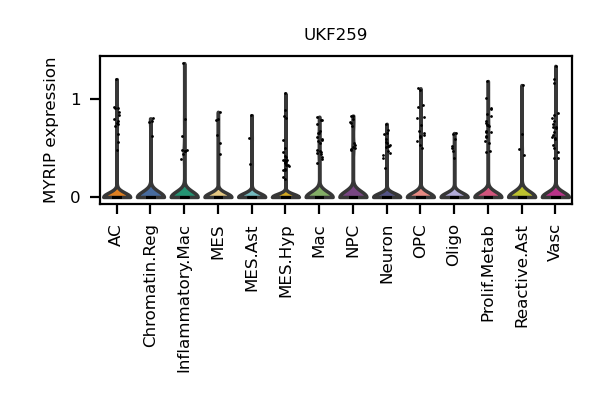 UKF259
MYRIP expression
1
0
AC
Chromatin.Reg
Inflammatory.Mac
MES
MES.Ast
MES.Hyp
Mac
NPC
Neuron
OPC
Oligo
Prolif.Metab
Reactive.Ast
Vasc